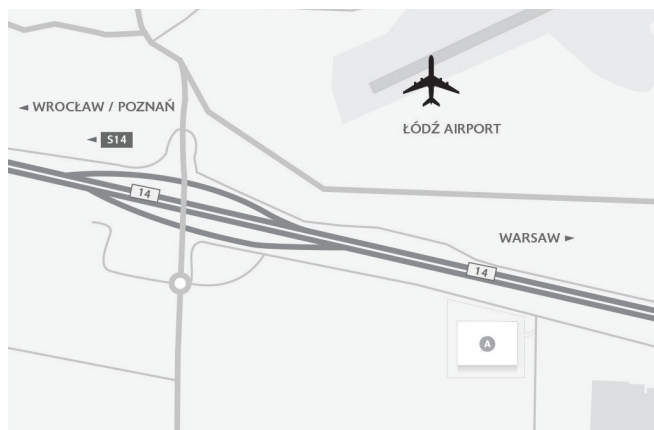 ◄ WROCŁAW / POZNAŃ
◄ S14
ŁÓDŹ AIRPORT
14
WARSAW ►
14
A